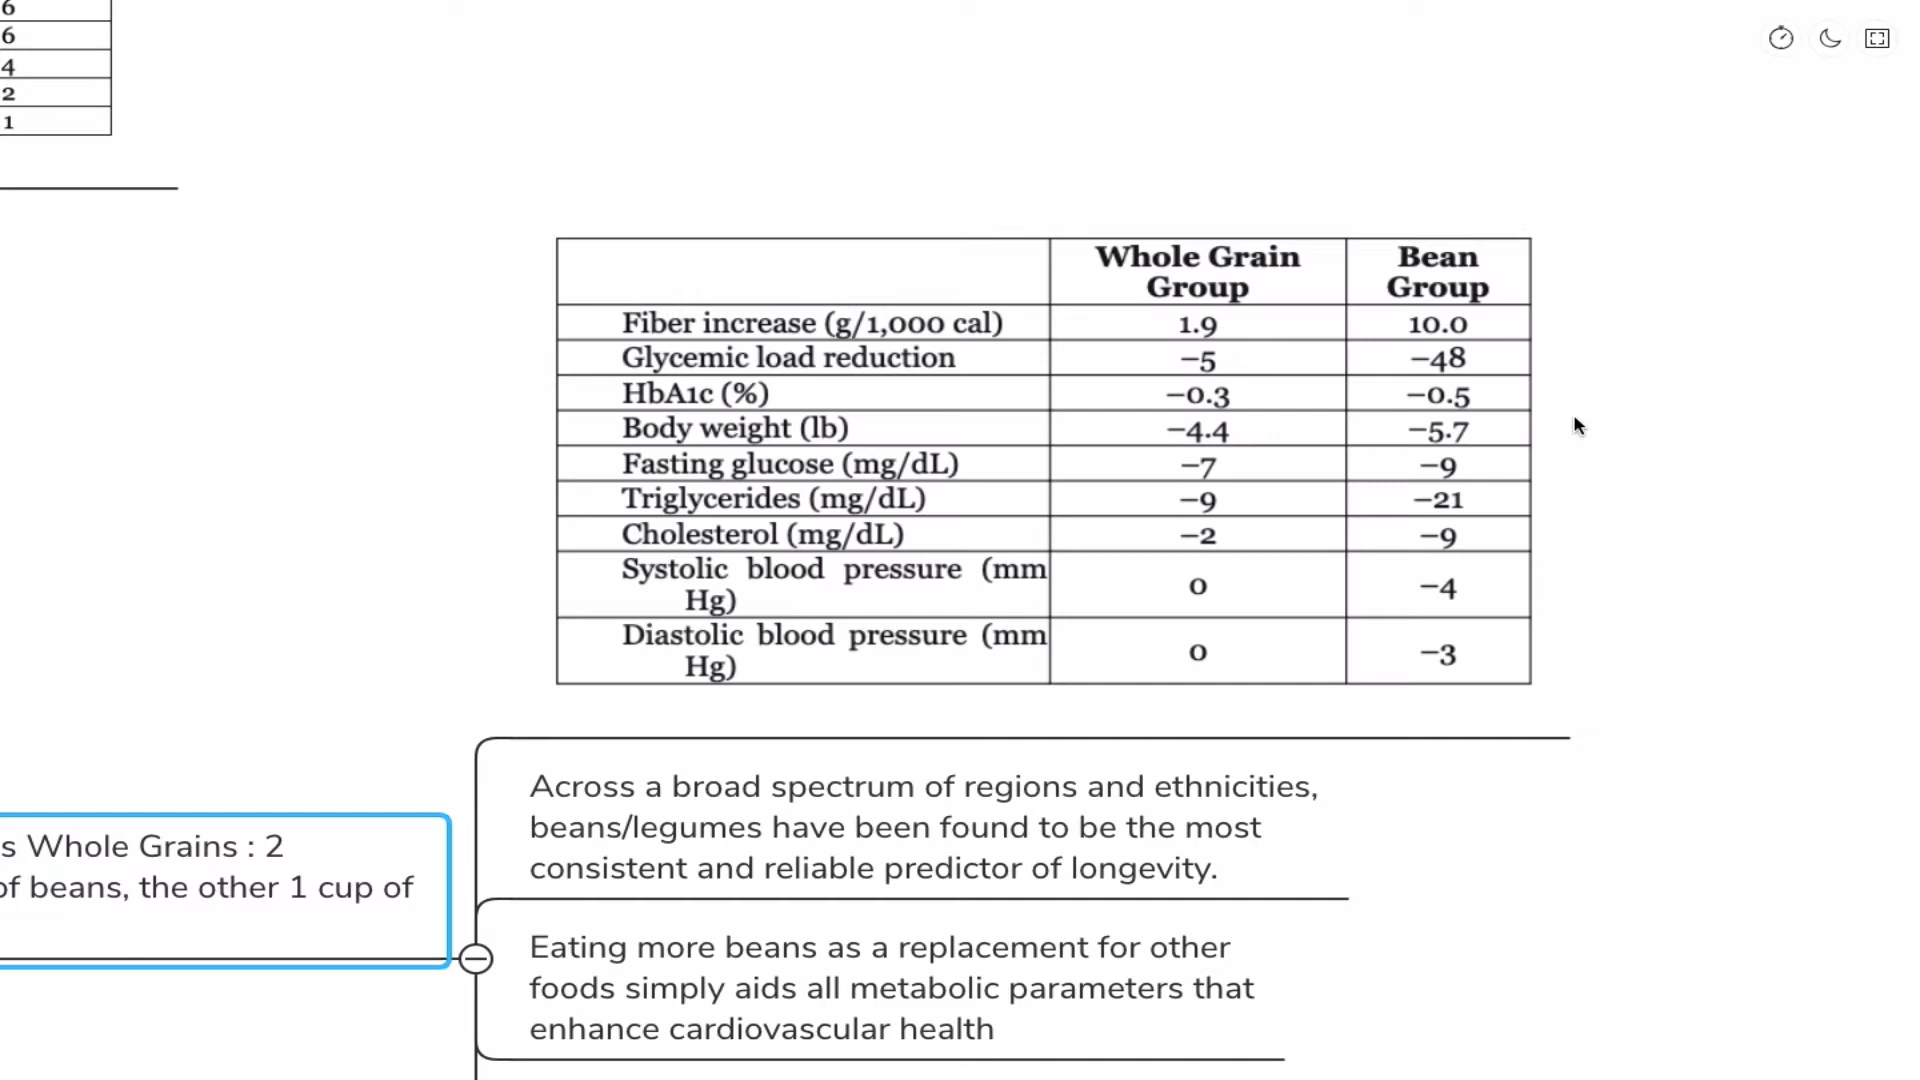 6
6
4
2
1
Whole Grain Group	Bean Group
Fiber increase (g/1,000 cal)	1.9	10.0
Glycemic load reduction	–5	–48
HbA1c (%)	–0.3	–0.5
Body weight (lb)	–4.4	–5.7
Fasting glucose (mg/dL)	–7	–9
Triglycerides (mg/dL)	–9	–21
Cholesterol (mg/dL)	–2	–9
Systolic blood pressure (mm Hg)	0	–4
Diastolic blood pressure (mm Hg)	0	–3
Across a broad spectrum of regions and ethnicities,
beans/legumes have been found to be the most
consistent and reliable predictor of longevity.
s Whole Grains : 2
of beans, the other 1 cup of
Eating more beans as a replacement for other
foods simply aids all metabolic parameters that
enhance cardiovascular health